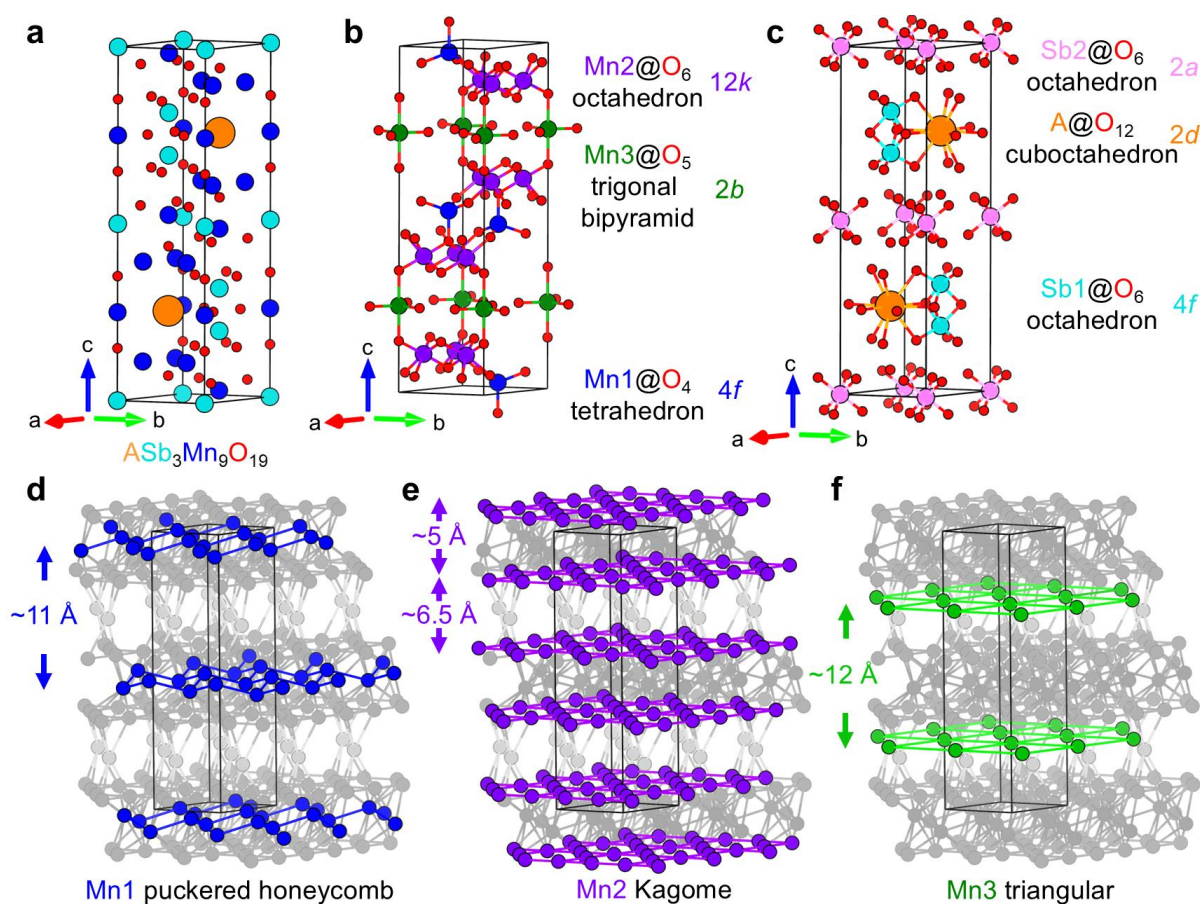 a
c
a
b
ASb₃Mn₉O₁₉
b
Mn2@O₆
octahedron
12k
Mn3@O₅
trigonal
bipyramid
2b
Mn1@O₄
tetrahedron
4f
c
a
b
c
Sb2@O₆
octahedron
2a
A@O₁₂
cuboctahedron
2d
Sb1@O₆
octahedron
4f
c
a
b
d
~11 Å
Mn1 puckered honeycomb
e
~5 Å
~6.5 Å
Mn2 Kagome
f
~12 Å
Mn3 triangular